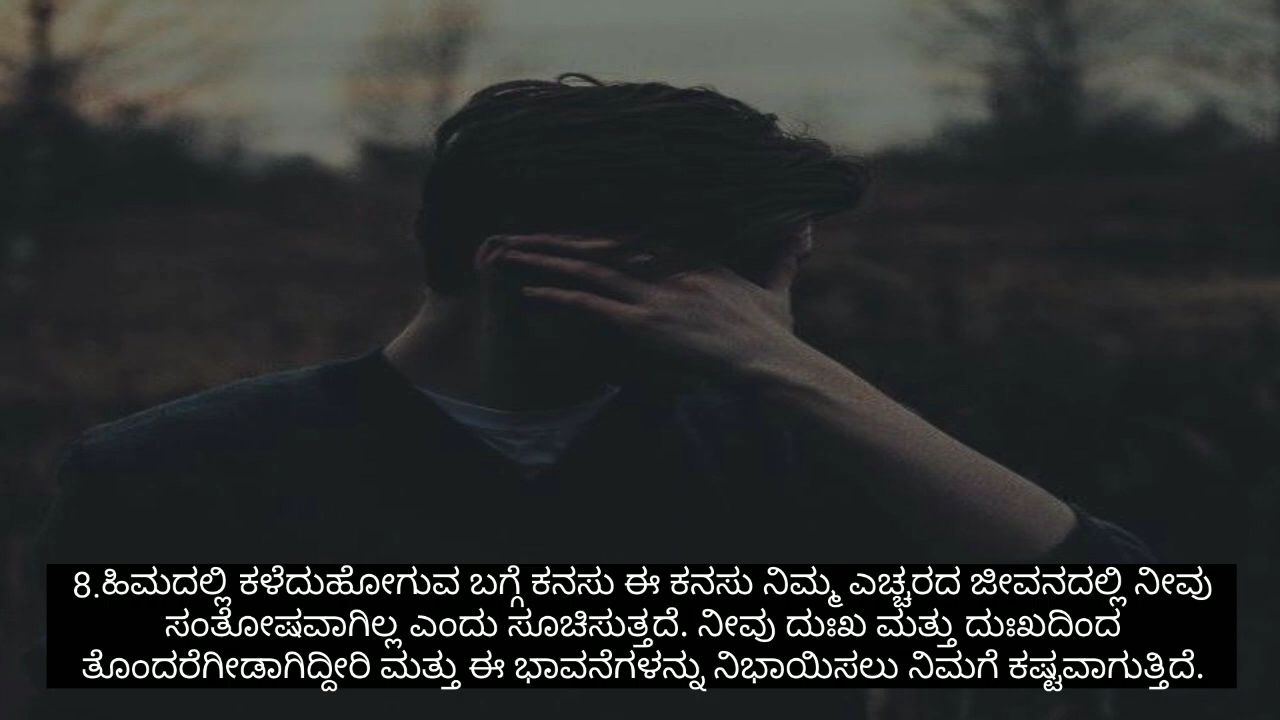 8.ಹಿಮದಲ್ಲಿ ಕಳೆದುಹೋಗುವ ಬಗ್ಗೆ ಕನಸು ಈ ಕನಸು ನಿಮ್ಮ ಎಚ್ಚರದ ಜೀವನದಲ್ಲಿ ನೀವು
ಸಂತೋಷವಾಗಿಲ್ಲ ಎಂದು ಸೂಚಿಸುತ್ತದೆ. ನೀವು ದುಃಖ ಮತ್ತು ದುಃಖದಿಂದ
ತೊಂದರೆಗೀಡಾಗಿದ್ದೀರಿ ಮತ್ತು ಈ ಭಾವನೆಗಳನ್ನು ನಿಭಾಯಿಸಲು ನಿಮಗೆ ಕಷ್ಟವಾಗುತ್ತಿದೆ.